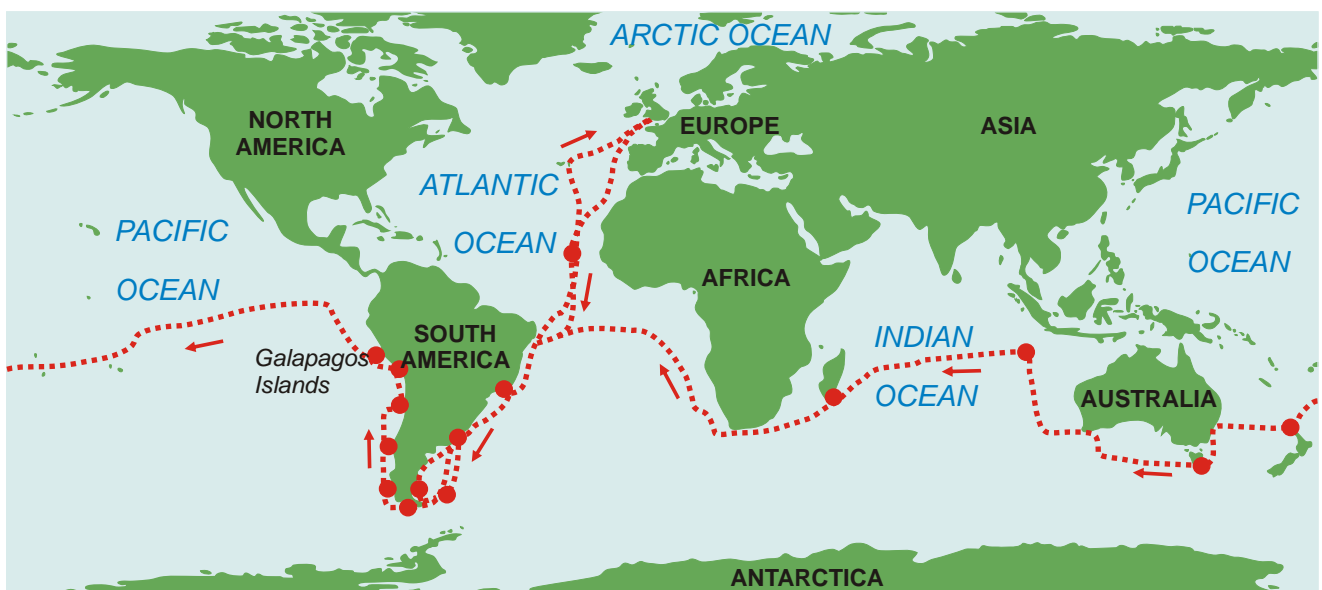 ARCTIC OCEAN
NORTH
AMERICA
EUROPE
ASIA
ATLANTIC
OCEAN
PACIFIC
OCEAN
PACIFIC
OCEAN
AFRICA
SOUTH
AMERICA
Galapagos
Islands
INDIAN
OCEAN
AUSTRALIA
ANTARCTICA